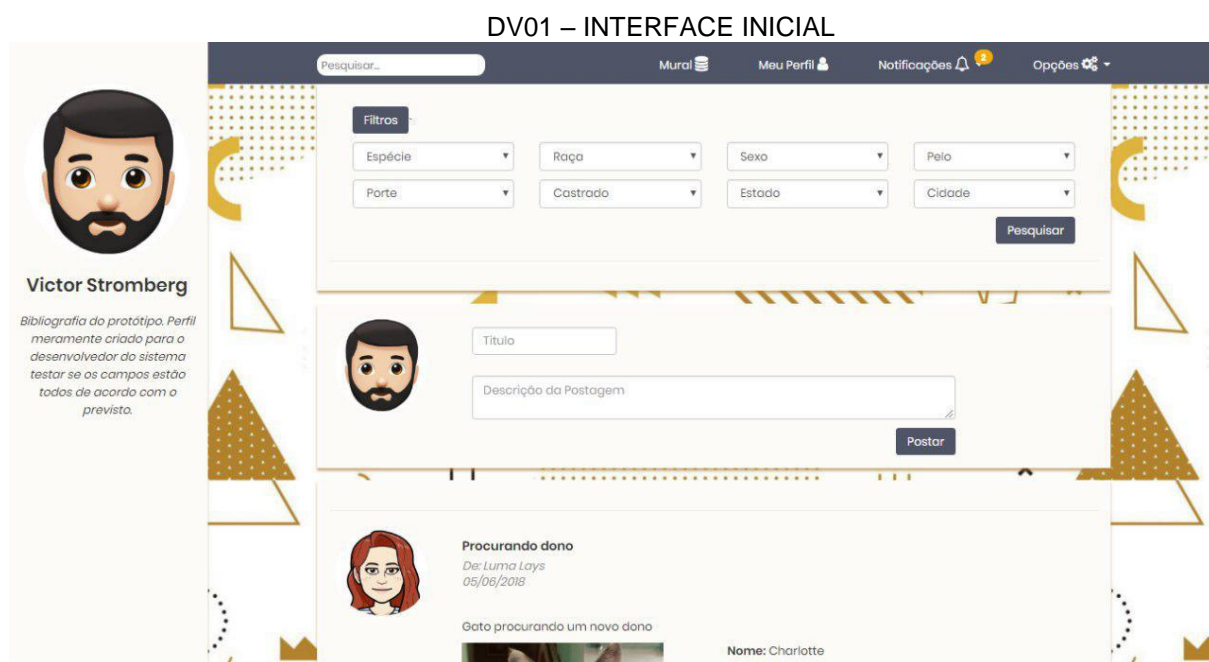 DV01 – INTERFACE INICIAL
Pesquisar...
Mural
Meu Perfil
Notificações
2
Opções
Victor Stromberg
Bibliografia do protótipo. Perfil
meramente criado para o
desenvolvedor do sistema
testar se os campos estão
todos de acordo com o
previsto.
Filtros
Espécie
Raça
Sexo
Pelo
Porte
Castrado
Estado
Cidade
Pesquisar
Título
Descrição da Postagem
Postar
Procurando dono
De: Luma Lays
05/06/2018
Gato procurando um novo dono
Nome: Charlotte